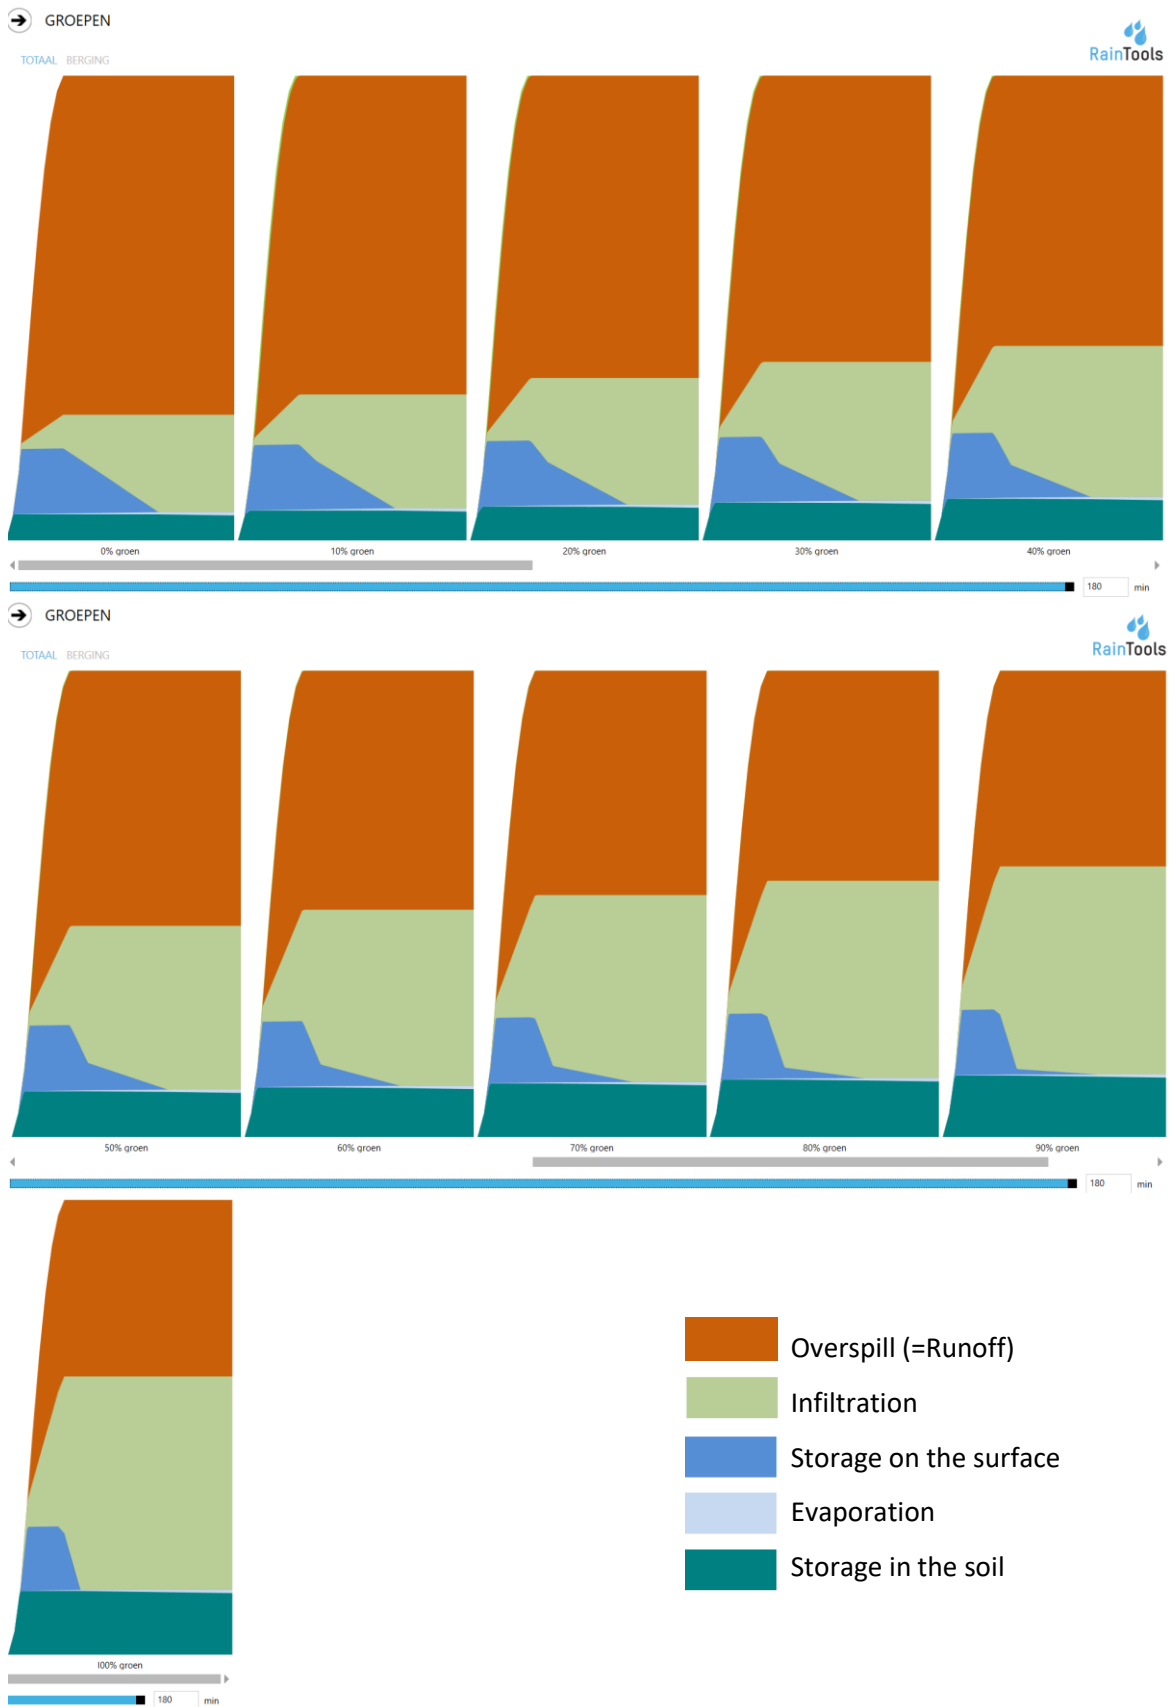 GROEPEN
RainTools
TOTAAL BERGING
0% groen
10% groen
20% groen
30% groen
40% groen
180 min
GROEPEN
RainTools
TOTAAL BERGING
50% groen
60% groen
70% groen
80% groen
90% groen
180 min
Overspill (=Runoff)
Infiltration
Storage on the surface
Evaporation
Storage in the soil
100% groen
180 min